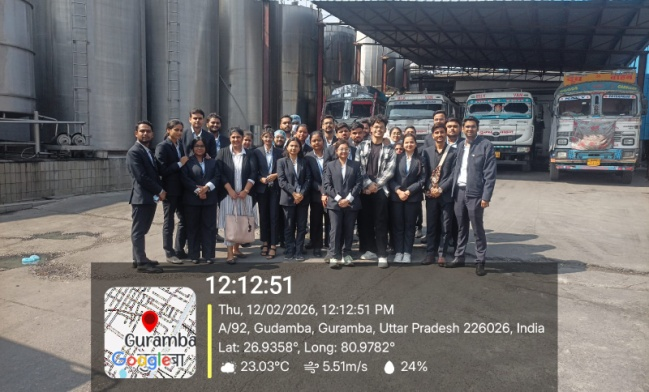 12:12:51
Thu, 12/02/2026, 12:12:51 PM
A/92, Gudamba, Guramba, Uttar Pradesh 226026, India
Lat: 26.9358°, Long: 80.9782°
23.03°C 5.51m/s 24%
Guramba
Google